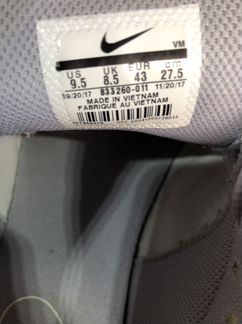 VM
US UK EUR cm
9.5 8.5 43 27.5
09/20/17 833260-011 11/20/17
MADE IN VIETNAM
FABRIQUE AU VIETNAM